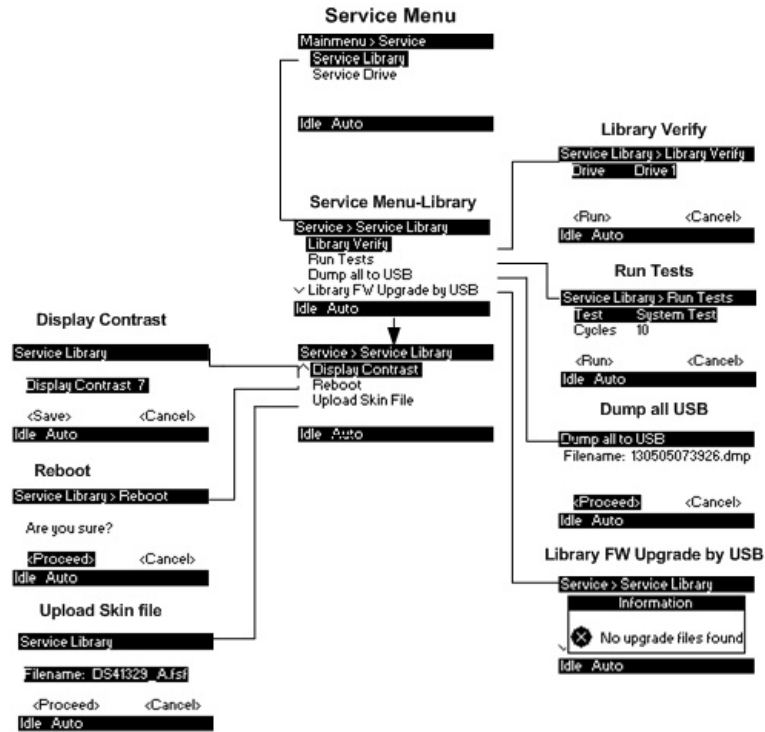 Service Menu
Mainmenu > Service
Service Library
Service Drive
Idle Auto
Service Menu-Library
Service > Service Library
Library Verify
Run Tests
Dump all to USB
Library FW Upgrade by USB
Idle Auto
Service > Service Library
Display Contrast
Reboot
Upload Skin File
Idle Auto
Display Contrast
Service Library
Display Contrast 7
<Save> <Cancel>
Idle Auto
Reboot
Service Library > Reboot
Are you sure?
<Proceed> <Cancel>
Idle Auto
Upload Skin file
Service Library
Filename: DS41329_A.fsf
<Proceed> <Cancel>
Idle Auto
Library Verify
Service Library > Library Verify
Drive Drive 1
<Run> <Cancel>
Idle Auto
Run Tests
Service Library > Run Tests
Test System Test
Cycles 10
<Run> <Cancel>
Idle Auto
Dump all USB
Dump all to USB
Filename: 130505073926.dmp
<Proceed> <Cancel>
Idle Auto
Library FW Upgrade by USB
Service > Service Library
Information
No upgrade files found
Idle Auto